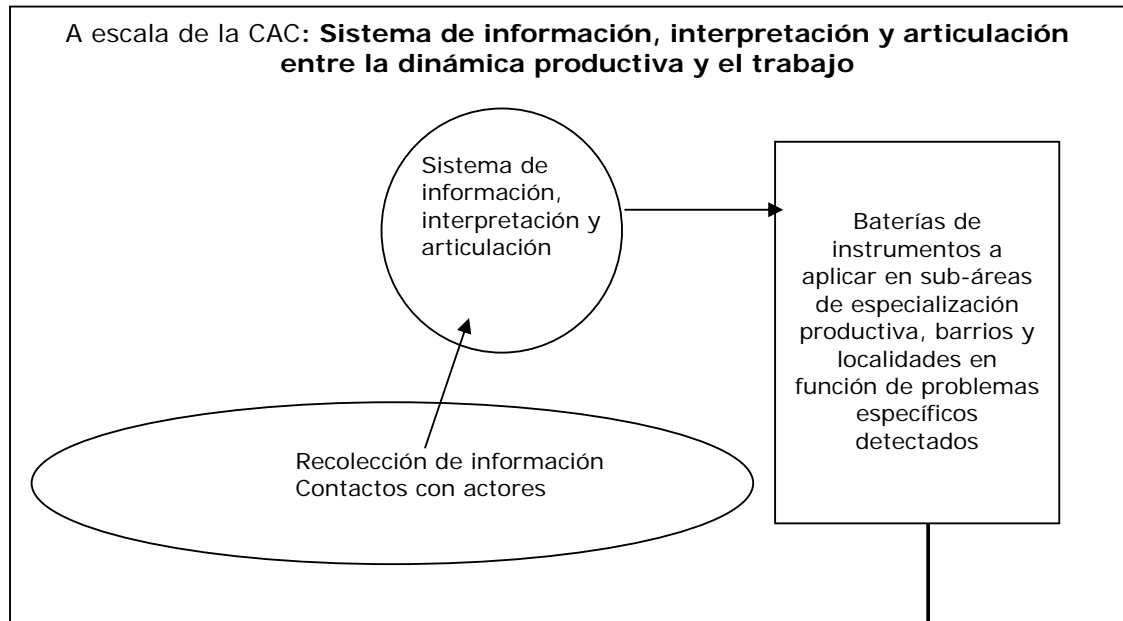 A escala de la CAC: Sistema de información, interpretación y articulación
entre la dinámica productiva y el trabajo
Sistema de
información,
interpretación y
articulación
Baterías de
instrumentos a
aplicar en sub-áreas
de especialización
productiva, barrios y
localidades en
función de problemas
específicos
detectados
Recolección de información
Contactos con actores